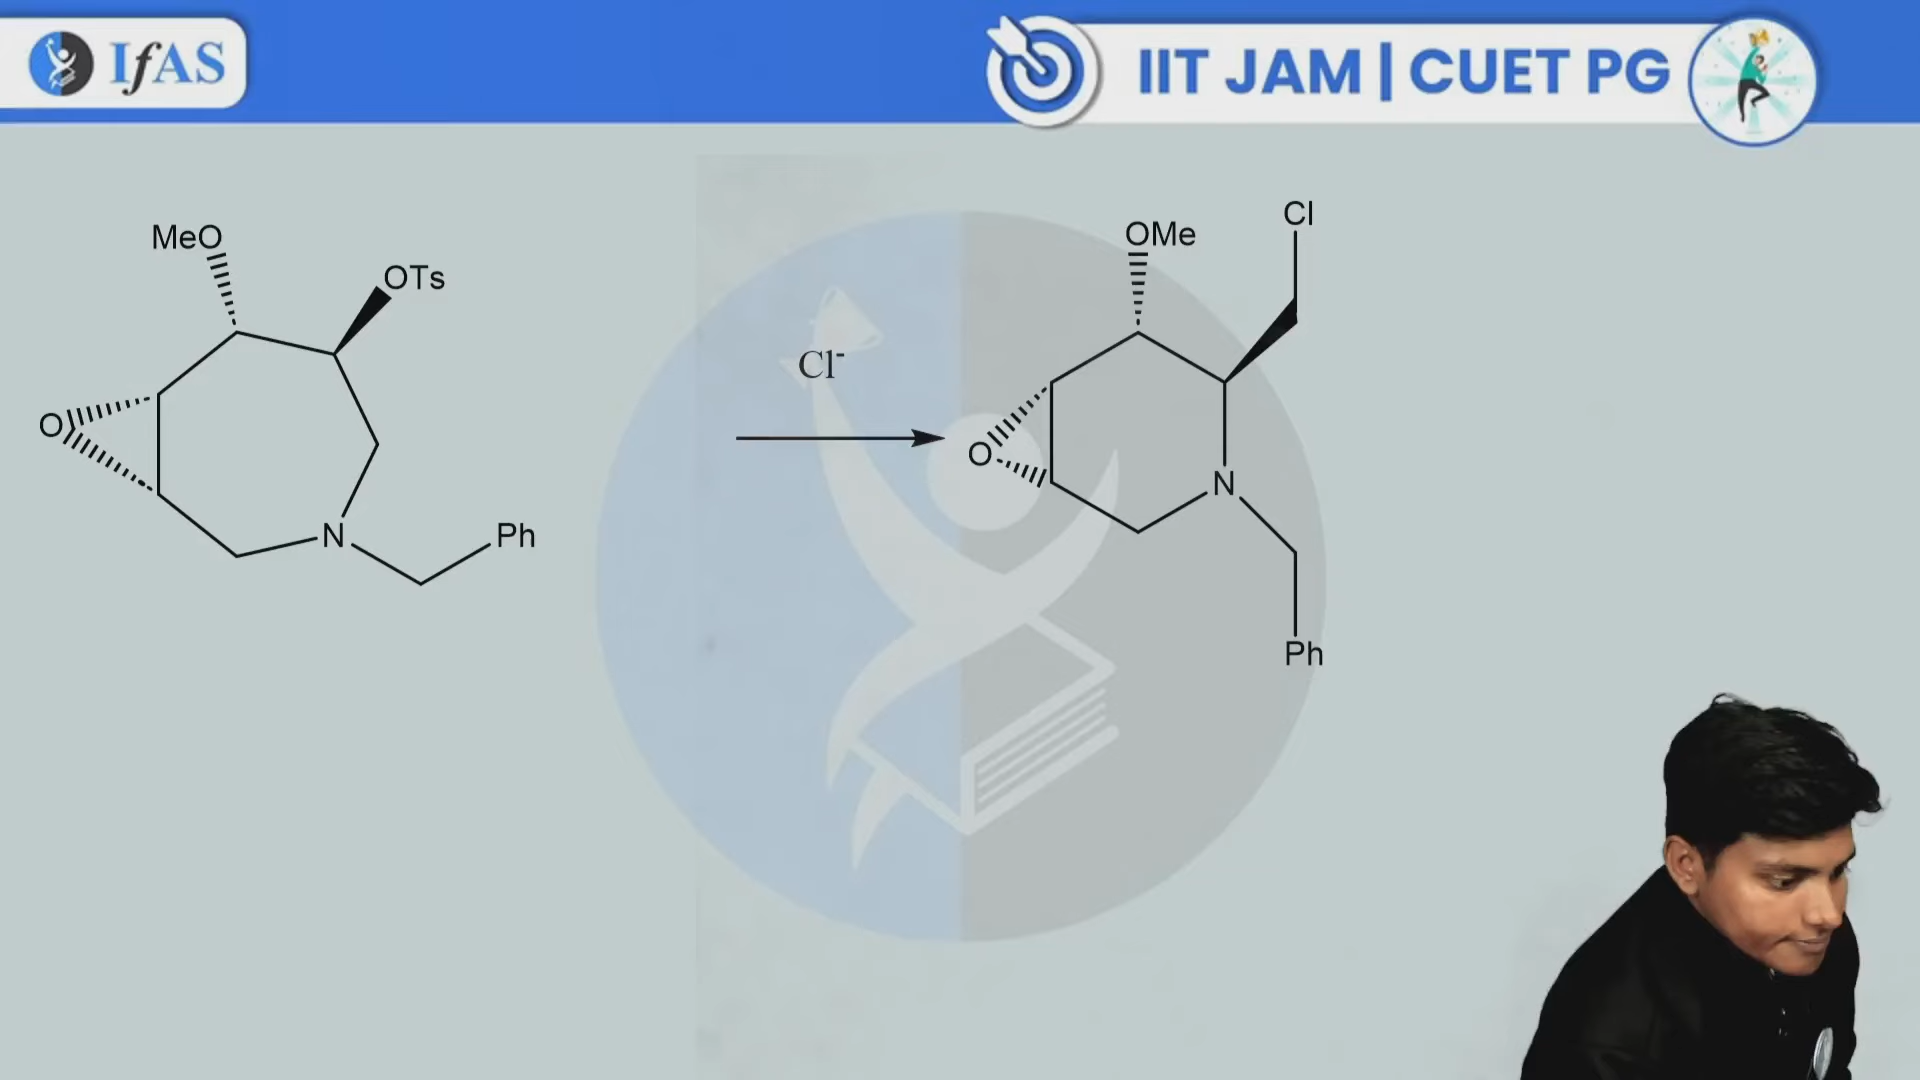 IfAS
IIT JAM | CUET PG
MeO
OTs
O
N
Ph
Cl-
Cl
OMe
O
N
Ph